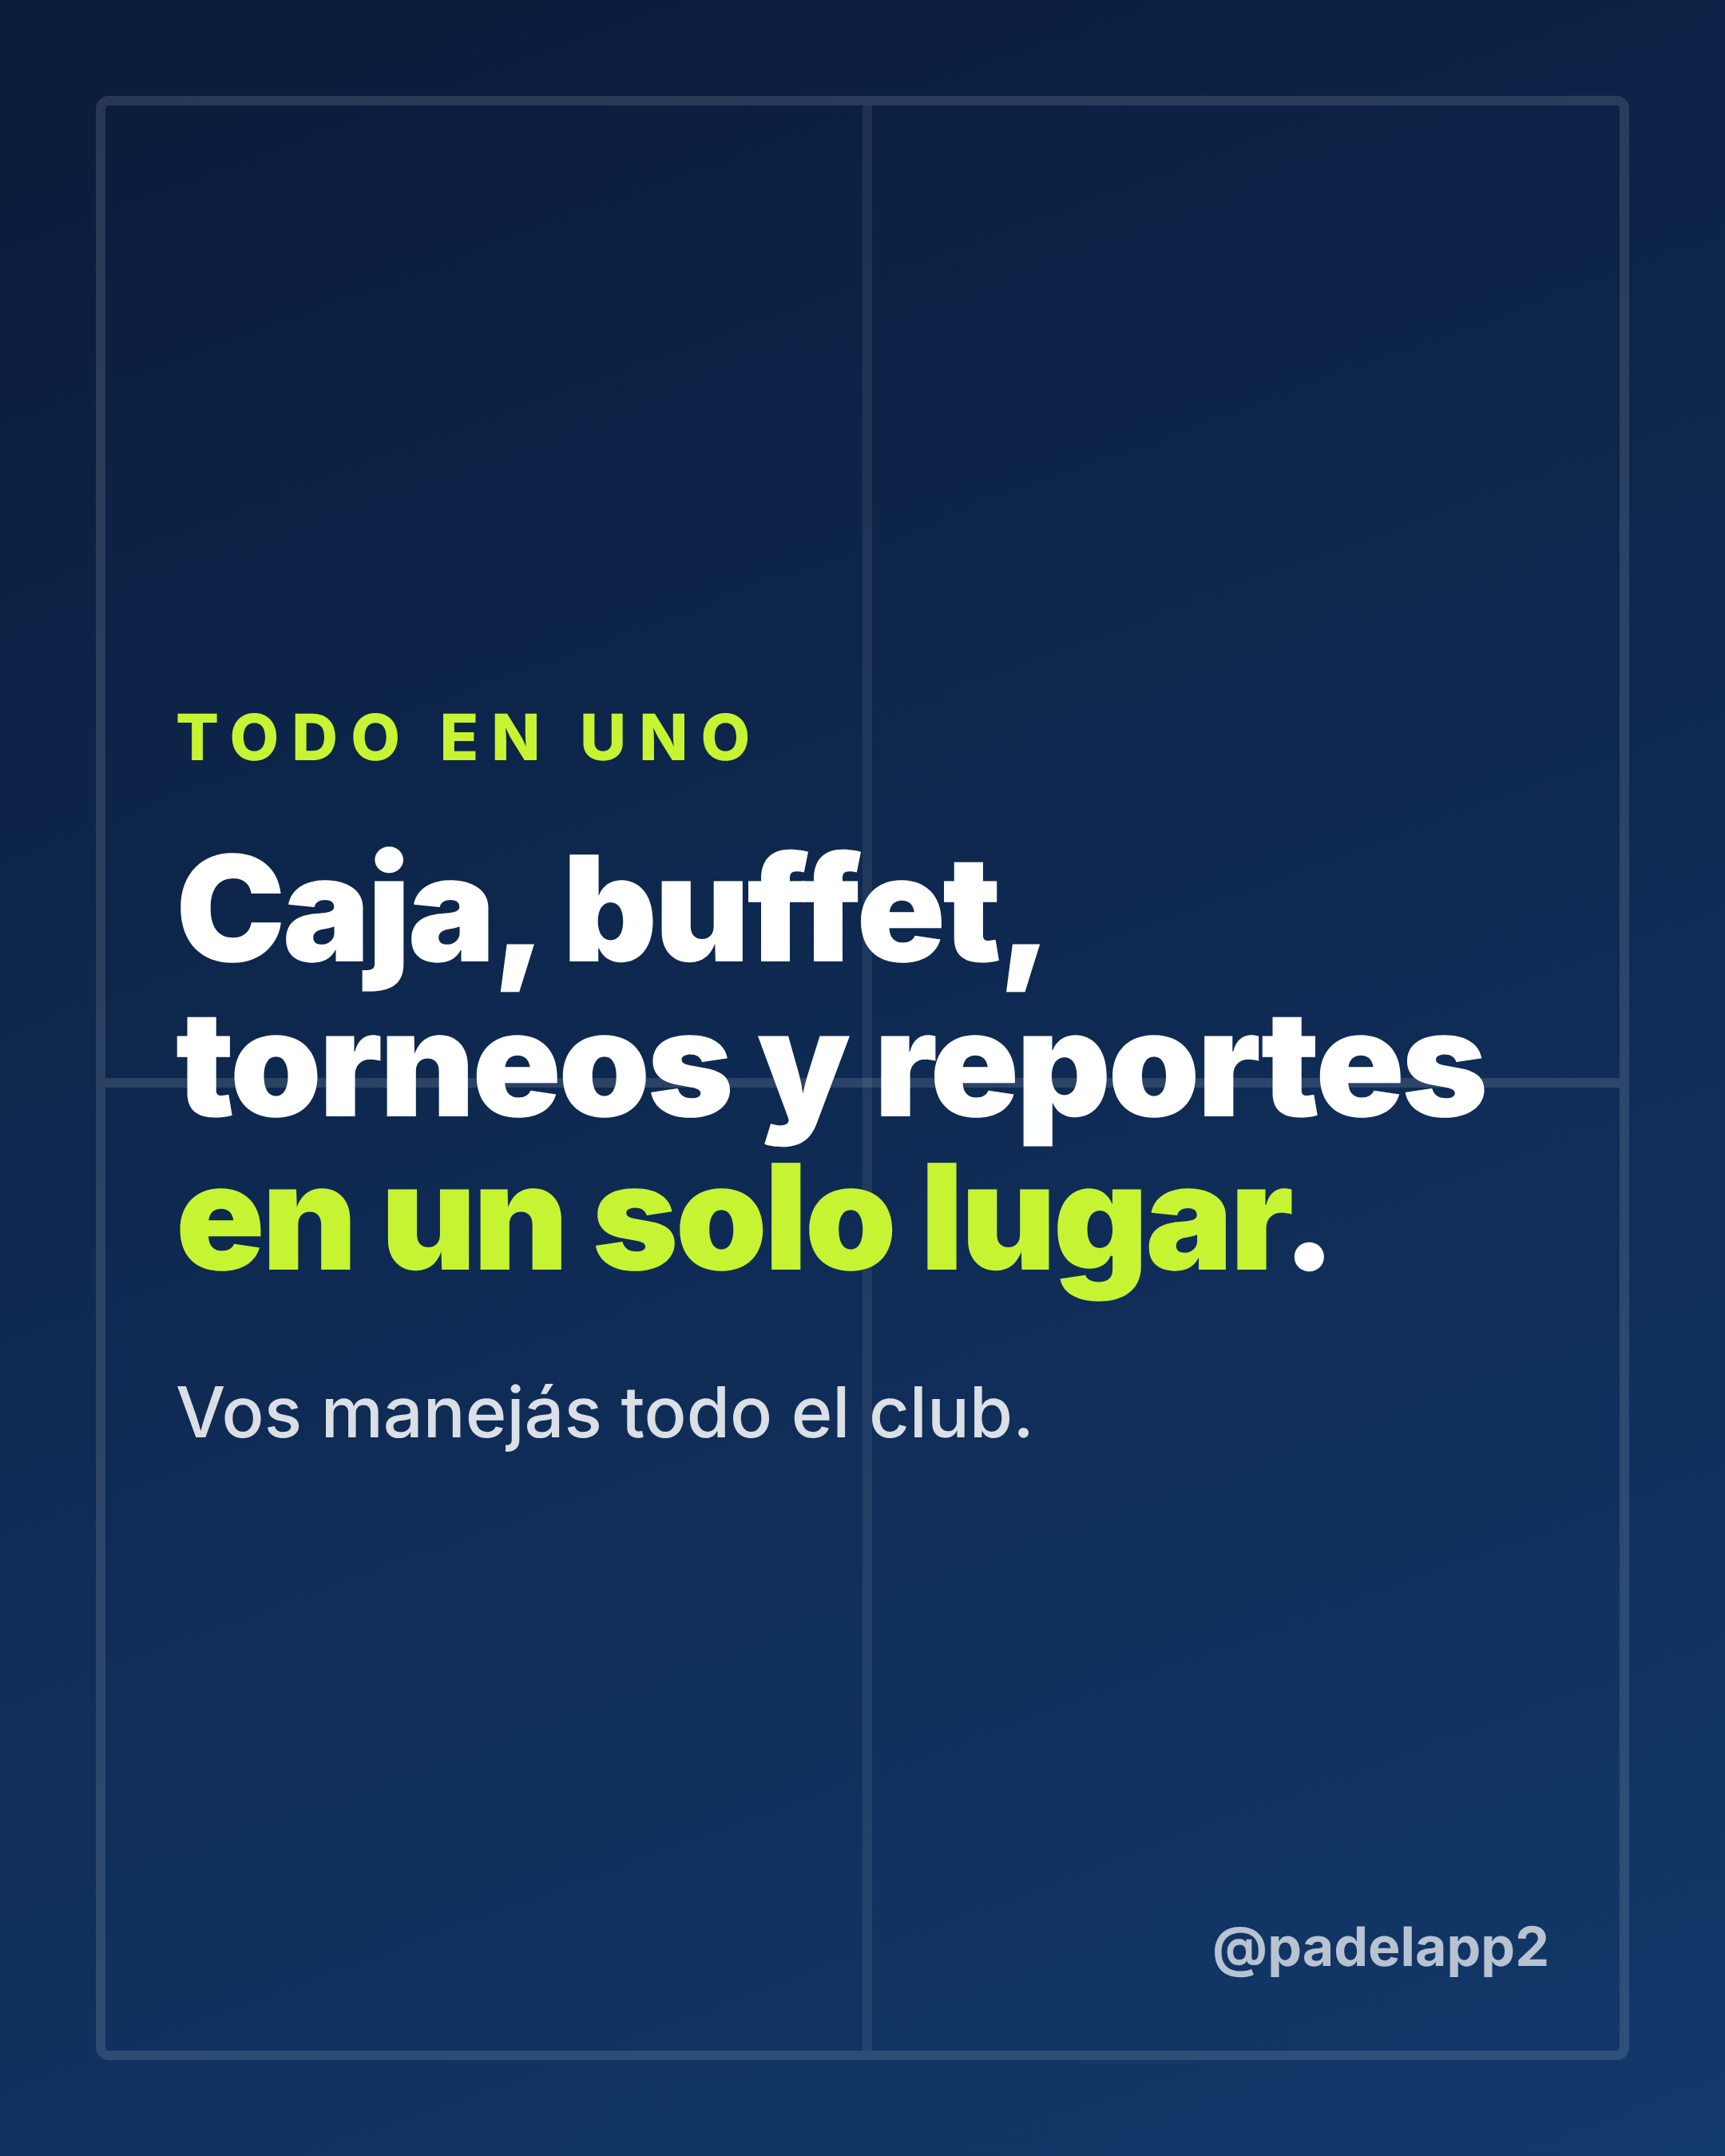 TODO EN UNO
Caja, buffet,
torneos y reportes
en un solo lugar.
Vos manejás todo el club.
@padelapp2